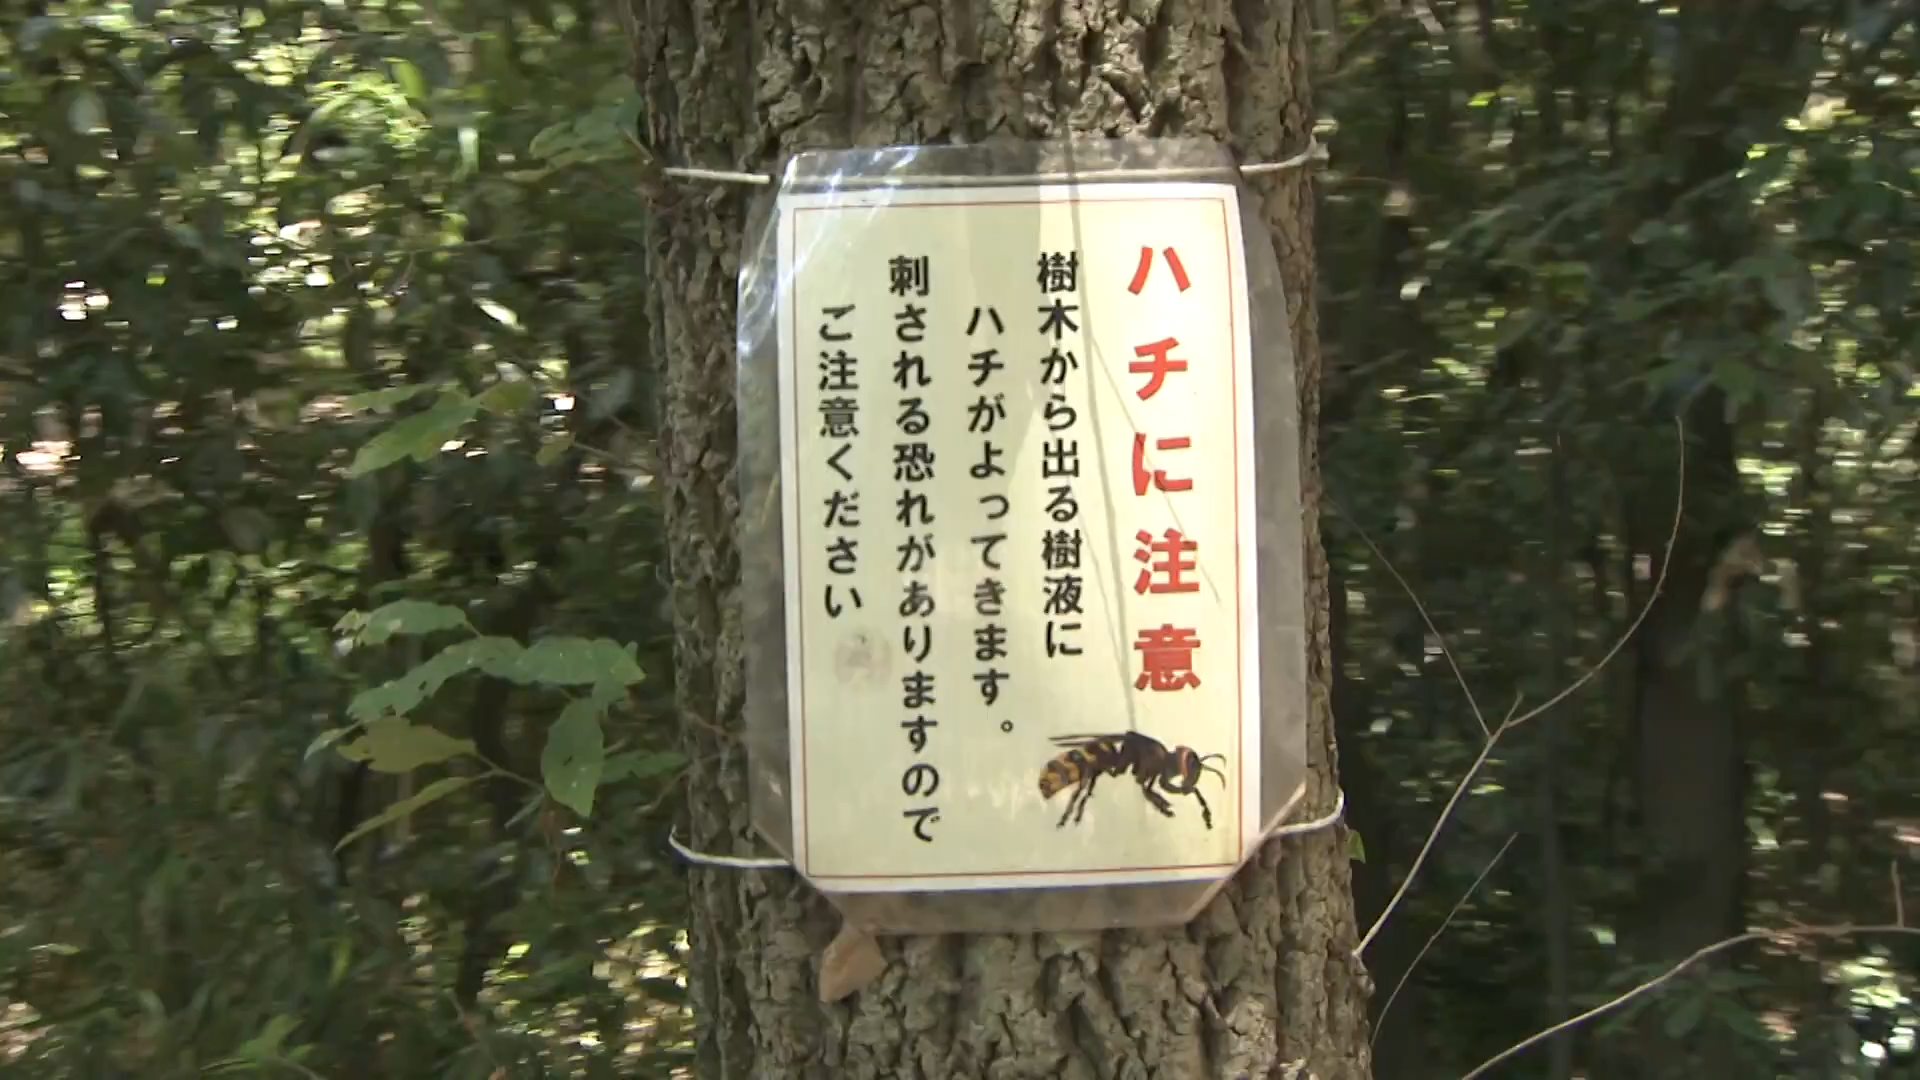 ハチに注意
樹木から出る樹液に
ハチがよってきます。
刺される恐れがありますので
ご注意ください